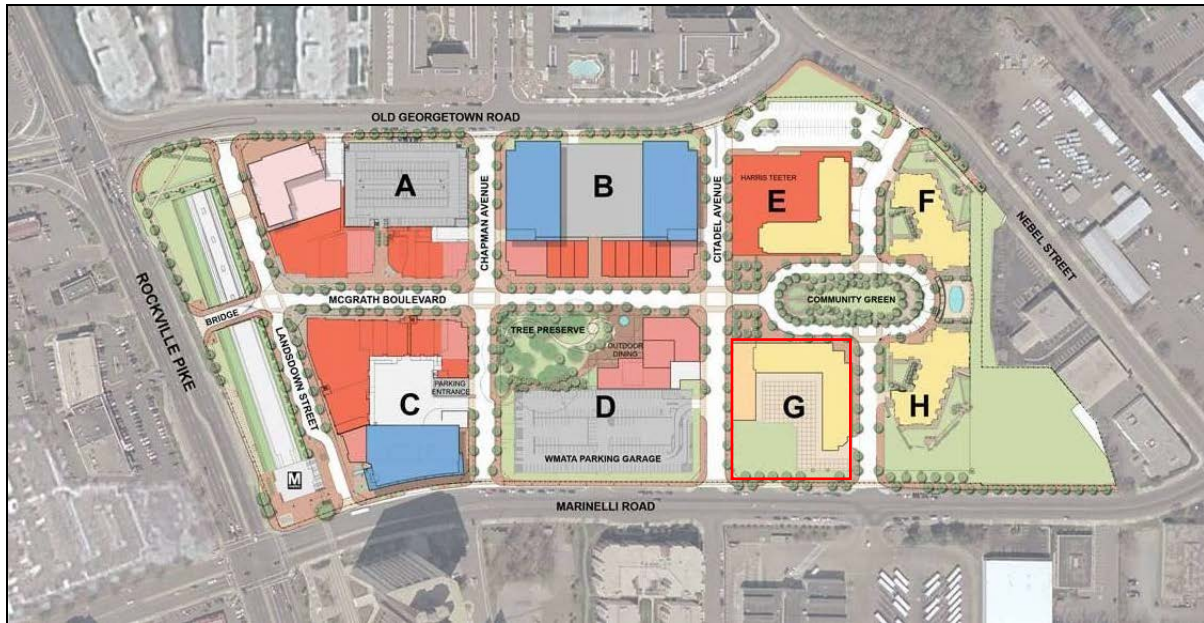 OLD GEORGETOWN ROAD
A
B
E
HARRIS TEETER
F
CHAPMAN AVENUE
CITADEL AVENUE
NEBEL STREET
ROCKVILLE PIKE
BRIDGE
MCGRATH BOULEVARD
COMMUNITY GREEN
LANDSDOWN STREET
TREE PRESERVE
OUTDOOR
DINING
PARKING
ENTRANCE
C
D
G
H
WMATA PARKING GARAGE
M
MARINELLI ROAD